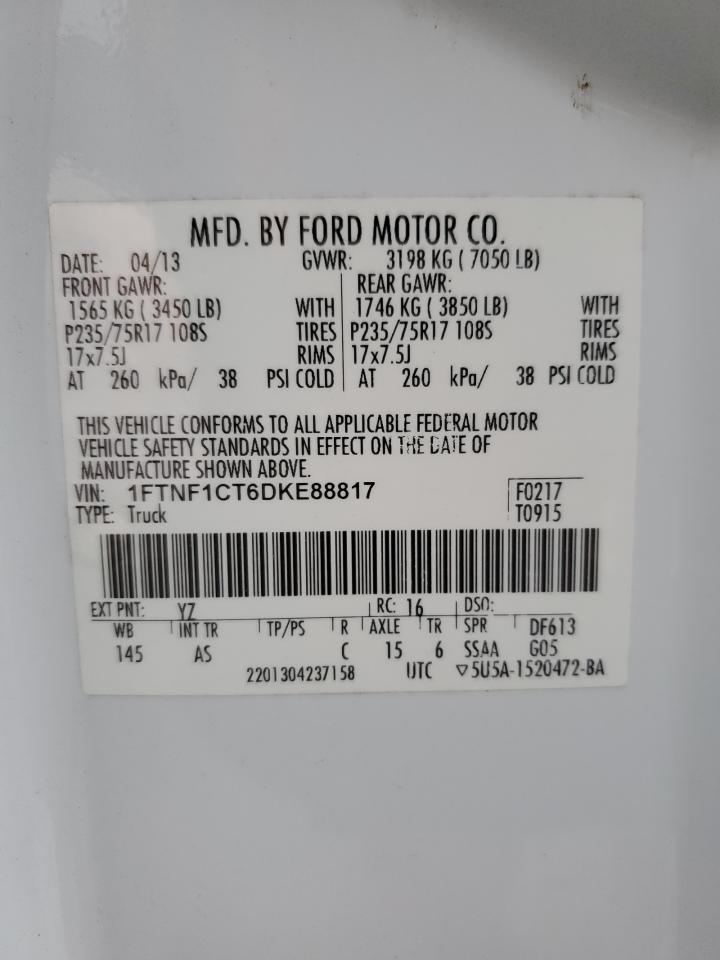 MFD. BY FORD MOTOR CO.
DATE: 04/13 GVWR: 3198 KG ( 7050 LB)
FRONT GAWR: REAR GAWR:
1565 KG ( 3450 LB) WITH 1746 KG ( 3850 LB) WITH
P235/75R17 108S TIRES P235/75R17 108S TIRES
17x7.5J RIMS 17x7.5J RIMS
AT 260 kPa/ 38 PSI COLD AT 260 kPa/ 38 PSI COLD
THIS VEHICLE CONFORMS TO ALL APPLICABLE FEDERAL MOTOR
VEHICLE SAFETY STANDARDS IN EFFECT ON THE DATE OF
MANUFACTURE SHOWN ABOVE.
VIN: 1FTNF1CT6DKE88817 F0217
TYPE: Truck T0915
EXT PNT: YZ RC: 16 DSO:
WB INT TR TP/PS R AXLE TR SPR DF613
145 AS C 15 6 SSAA G05
2201304237158 UTC ▽5U5A-1520472-BA